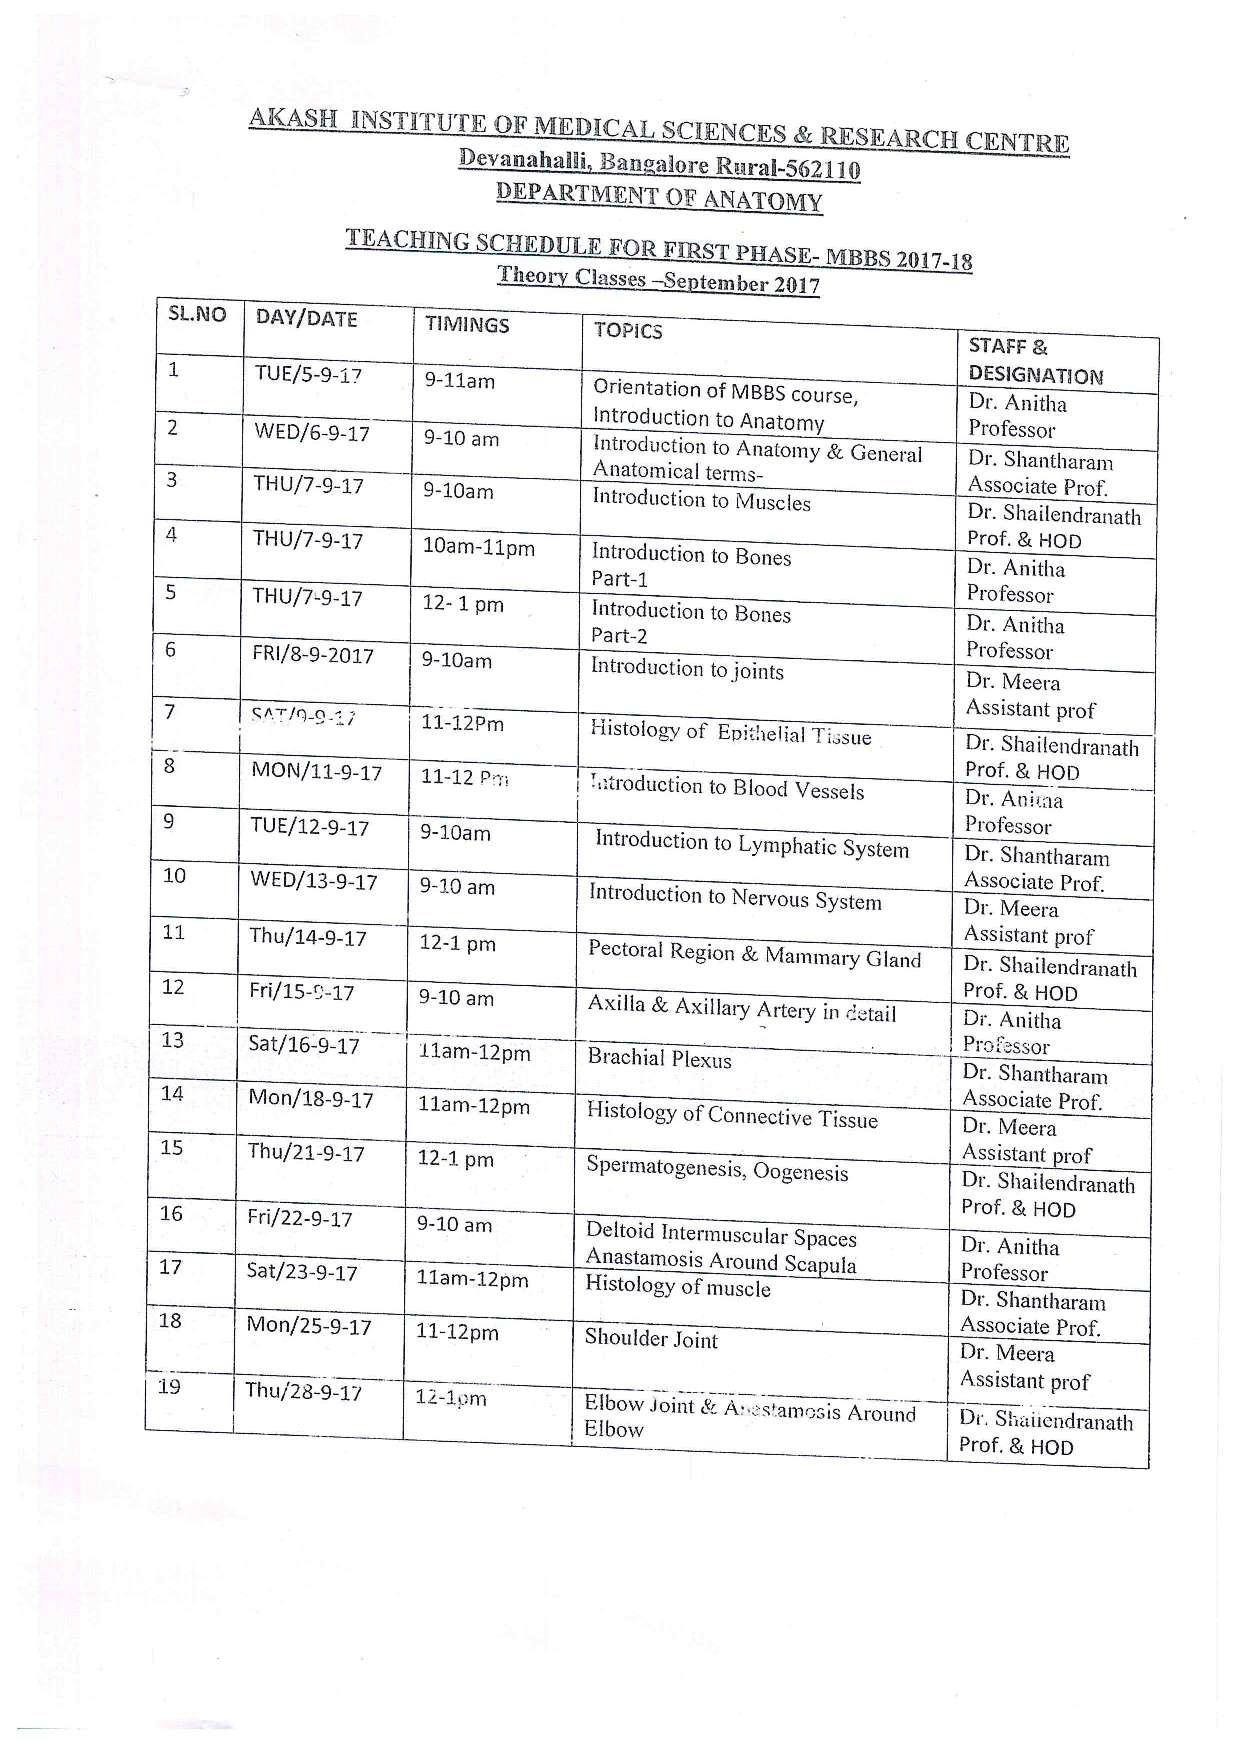 AKASH INSTITUTE OF MEDICAL SCIENCES & RESEARCH CENTRE
Devanahalli, Bangalore Rural-562110
DEPARTMENT OF ANATOMY
TEACHING SCHEDULE FOR FIRST PHASE- MBBS 2017-18
Theory Classes –September 2017
SL.NO DAY/DATE TIMINGS TOPICS STAFF &
DESIGNATION
1 TUE/5-9-17 9-11am Orientation of MBBS course, Dr. Anitha
Introduction to Anatomy Professor
2 WED/6-9-17 9-10 am Introduction to Anatomy & General Dr. Shantharam
Anatomical terms- Associate Prof.
3 THU/7-9-17 9-10am Introduction to Muscles Dr. Shailendranath
Prof. & HOD
4 THU/7-9-17 10am-11pm Introduction to Bones Dr. Anitha
Part-1 Professor
5 THU/7-9-17 12- 1 pm Introduction to Bones Dr. Anitha
Part-2 Professor
6 FRI/8-9-2017 9-10am Introduction to joints Dr. Meera
Assistant prof
7 SAT/9-9-17 11-12Pm Histology of Epithelial Tissue Dr. Shailendranath
Prof. & HOD
8 MON/11-9-17 11-12 Pm Introduction to Blood Vessels Dr. Anitha
Professor
9 TUE/12-9-17 9-10am Introduction to Lymphatic System Dr. Shantharam
Associate Prof.
10 WED/13-9-17 9-10 am Introduction to Nervous System Dr. Meera
Assistant prof
11 Thu/14-9-17 12-1 pm Pectoral Region & Mammary Gland Dr. Shailendranath
Prof. & HOD
12 Fri/15-9-17 9-10 am Axilla & Axillary Artery in detail Dr. Anitha
Professor
13 Sat/16-9-17 11am-12pm Brachial Plexus Dr. Shantharam
Associate Prof.
14 Mon/18-9-17 11am-12pm Histology of Connective Tissue Dr. Meera
Assistant prof
15 Thu/21-9-17 12-1 pm Spermatogenesis, Oogenesis Dr. Shailendranath
Prof. & HOD
16 Fri/22-9-17 9-10 am Deltoid Intermuscular Spaces Dr. Anitha
Anastamosis Around Scapula Professor
17 Sat/23-9-17 11am-12pm Histology of muscle Dr. Shantharam
Associate Prof.
18 Mon/25-9-17 11-12pm Shoulder Joint Dr. Meera
Assistant prof
19 Thu/28-9-17 12-1pm Elbow Joint & Anastamosis Around Dr. Shailendranath
Elbow Prof. & HOD